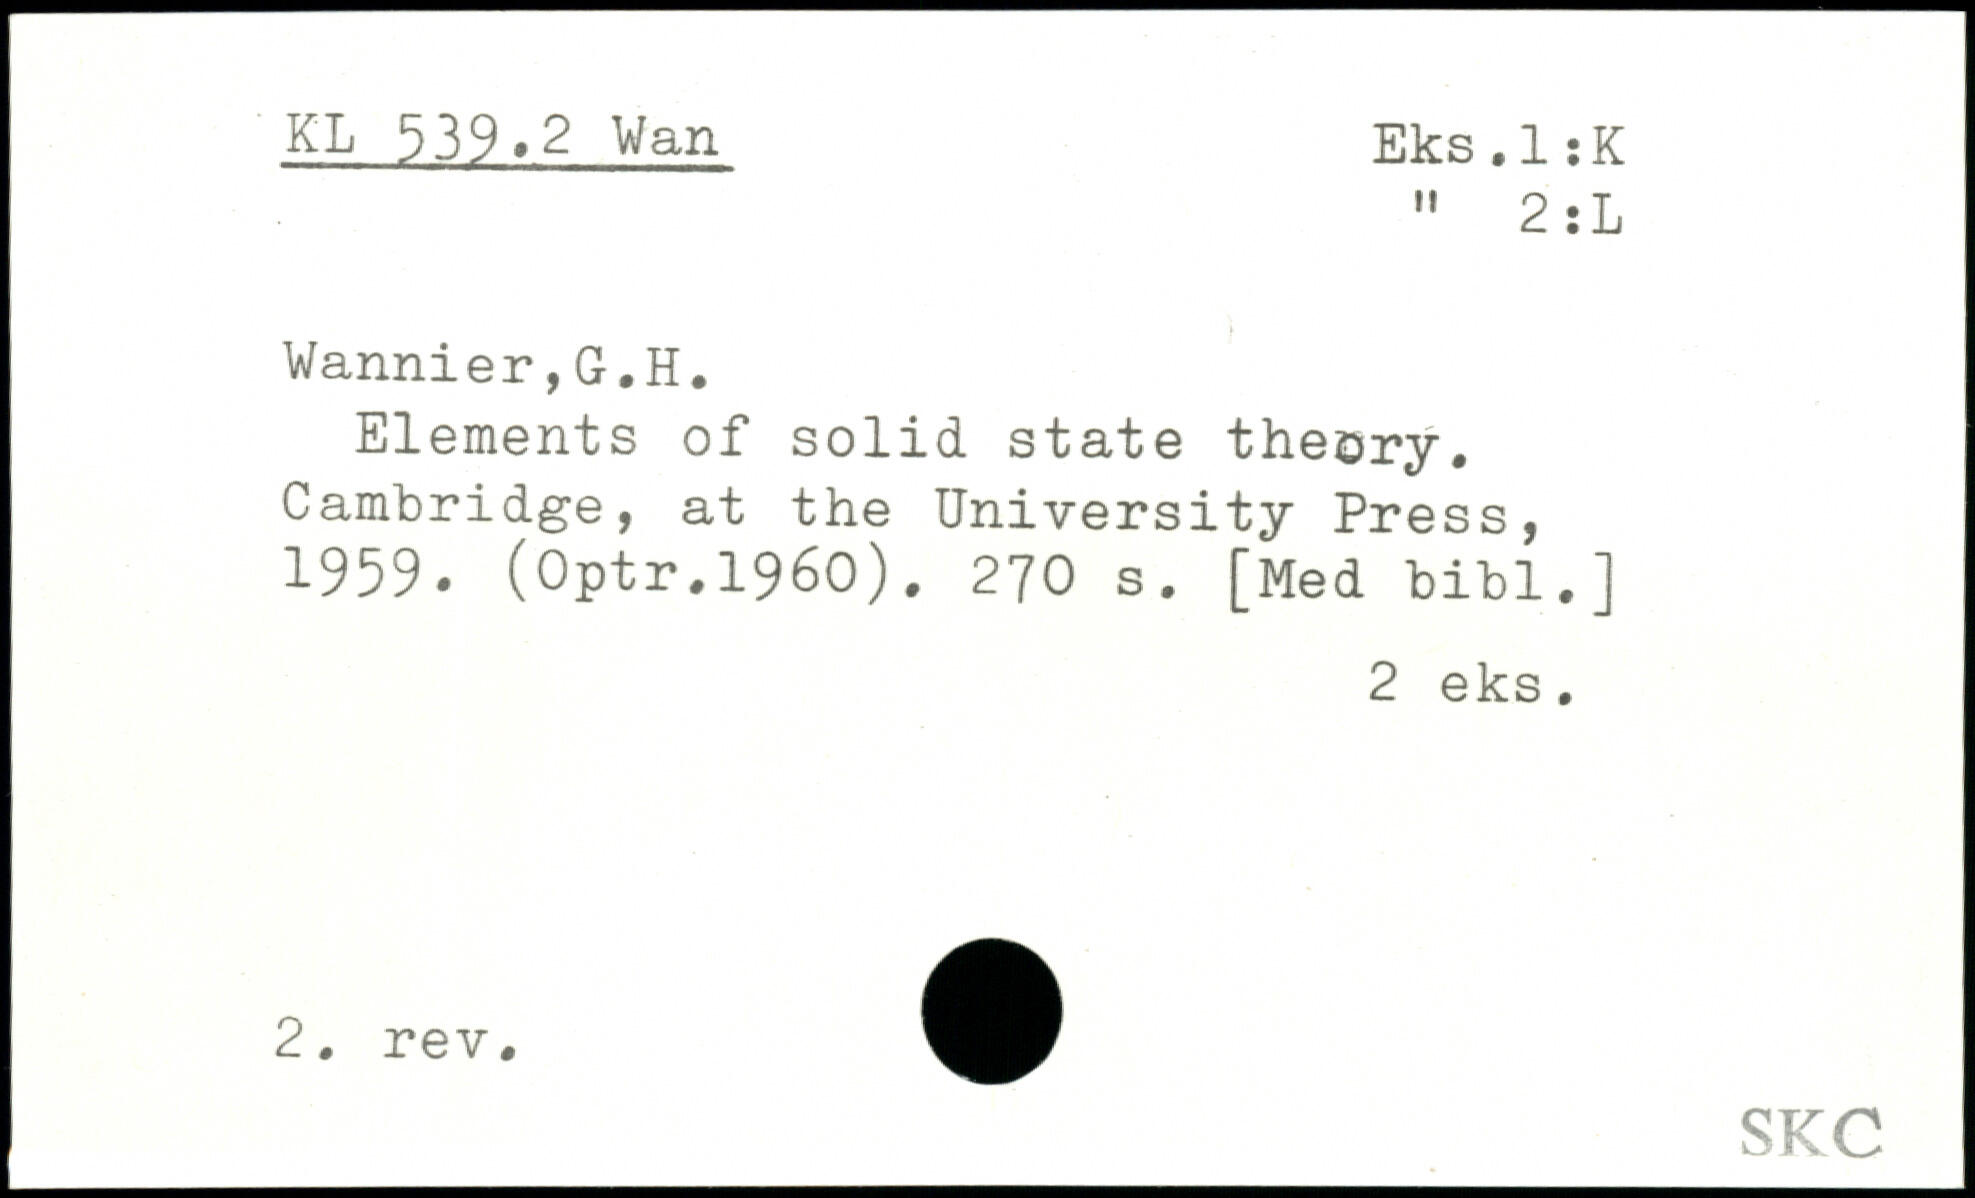 KL 539.2 Wan
Eks.1:K
" 2:L
Wannier,G.H.
Elements of solid state theory.
Cambridge, at the University Press,
1959. (Optr.1960). 270 s. [Med bibl.]
2 eks.
2. rev.
SKC